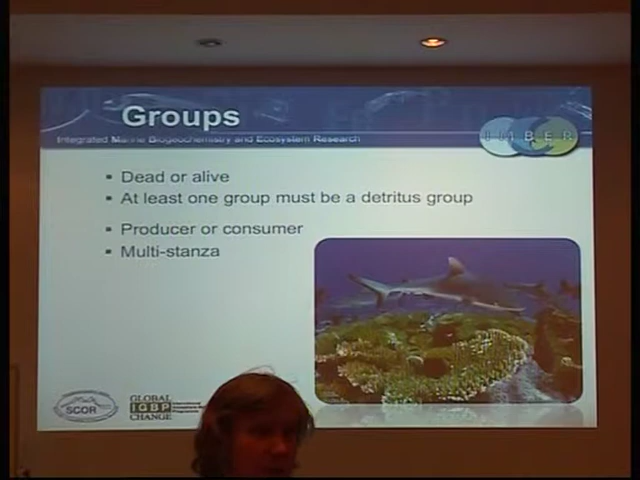 Groups
Integrated Marine Biogeochemistry and Ecosystem Research
IMBER
▪ Dead or alive
▪ At least one group must be a detritus group
▪ Producer or consumer
▪ Multi-stanza
SCOR
GLOBAL
IGBP
CHANGE